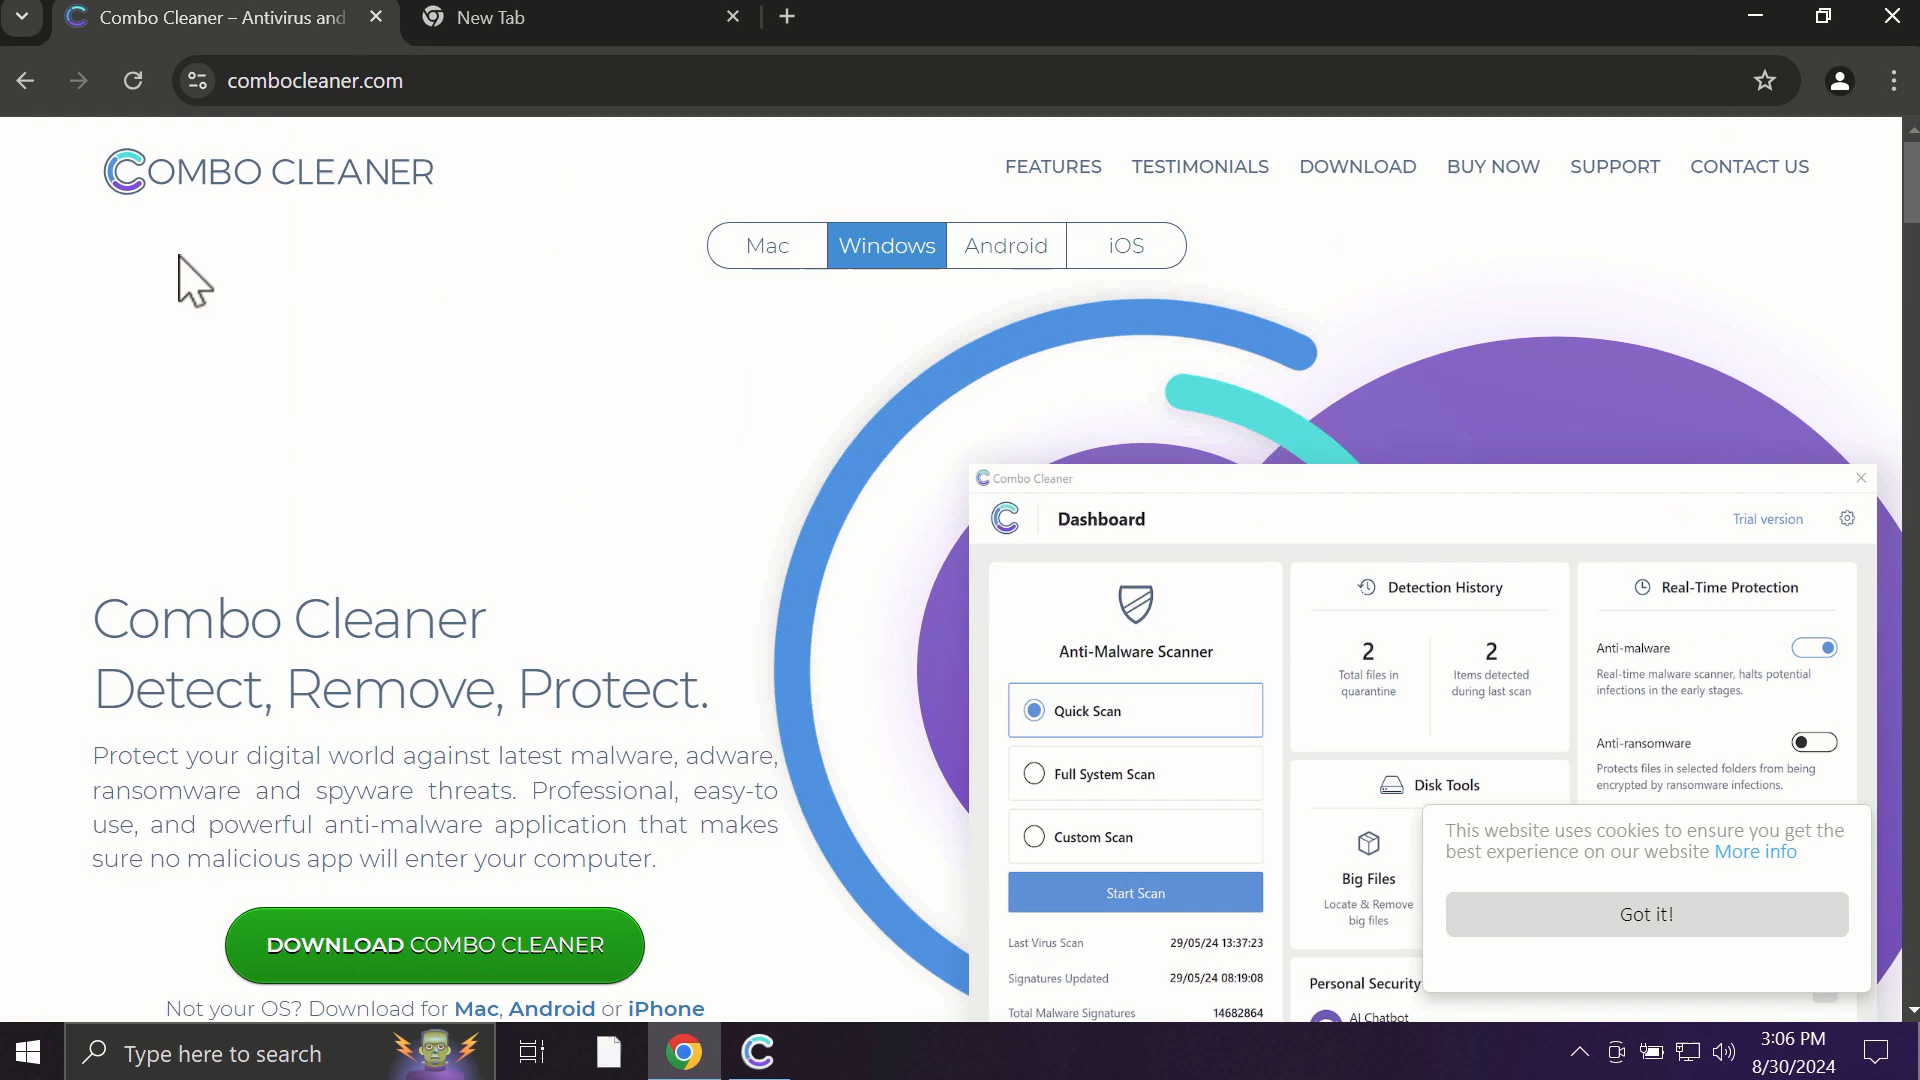 Combo Cleaner – Antivirus and
New Tab
combocleaner.com
COMBO CLEANER
FEATURES TESTIMONIALS DOWNLOAD BUY NOW SUPPORT CONTACT US
Mac Windows Android iOS
Combo Cleaner
Detect, Remove, Protect.
Protect your digital world against latest malware, adware,
ransomware and spyware threats. Professional, easy-to
use, and powerful anti-malware application that makes
sure no malicious app will enter your computer.
DOWNLOAD COMBO CLEANER
Not your OS? Download for Mac, Android or iPhone
Combo Cleaner
Dashboard
Trial version
Anti-Malware Scanner
Quick Scan
Full System Scan
Custom Scan
Start Scan
Last Virus Scan 29/05/24 13:37:23
Signatures Updated 29/05/24 08:19:08
Total Malware Signatures 14682864
Detection History
2 2
Total files in Items detected
quarantine during last scan
Disk Tools
Big Files
Locate & Remove
big files
Personal Security
AI Chatbot
Real-Time Protection
Anti-malware
Real-time malware scanner, halts potential
infections in the early stages.
Anti-ransomware
Protects files in selected folders from being
encrypted by ransomware infections.
This website uses cookies to ensure you get the
best experience on our website More info
Got it!
Type here to search
3:06 PM
8/30/2024